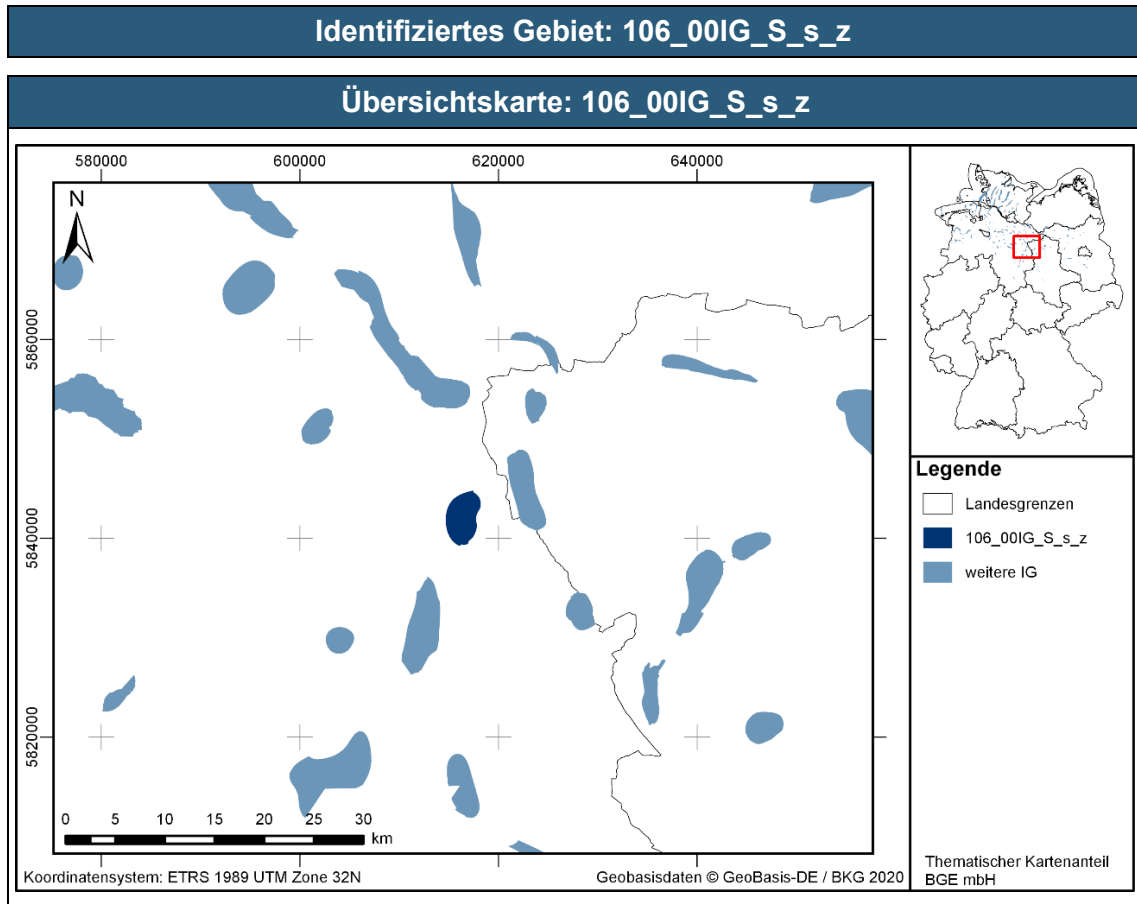 Identifiziertes Gebiet: 106_00IG_S_s_z
Übersichtskarte: 106_00IG_S_s_z
580000 600000 620000 640000
N
5860000
5840000
5820000
0 5 10 15 20 25 30
km
Koordinatensystem: ETRS 1989 UTM Zone 32N
Geobasisdaten © GeoBasis-DE / BKG 2020
Legende
Landesgrenzen
106_00IG_S_s_z
weitere IG
Thematischer Kartenanteil
BGE mbH